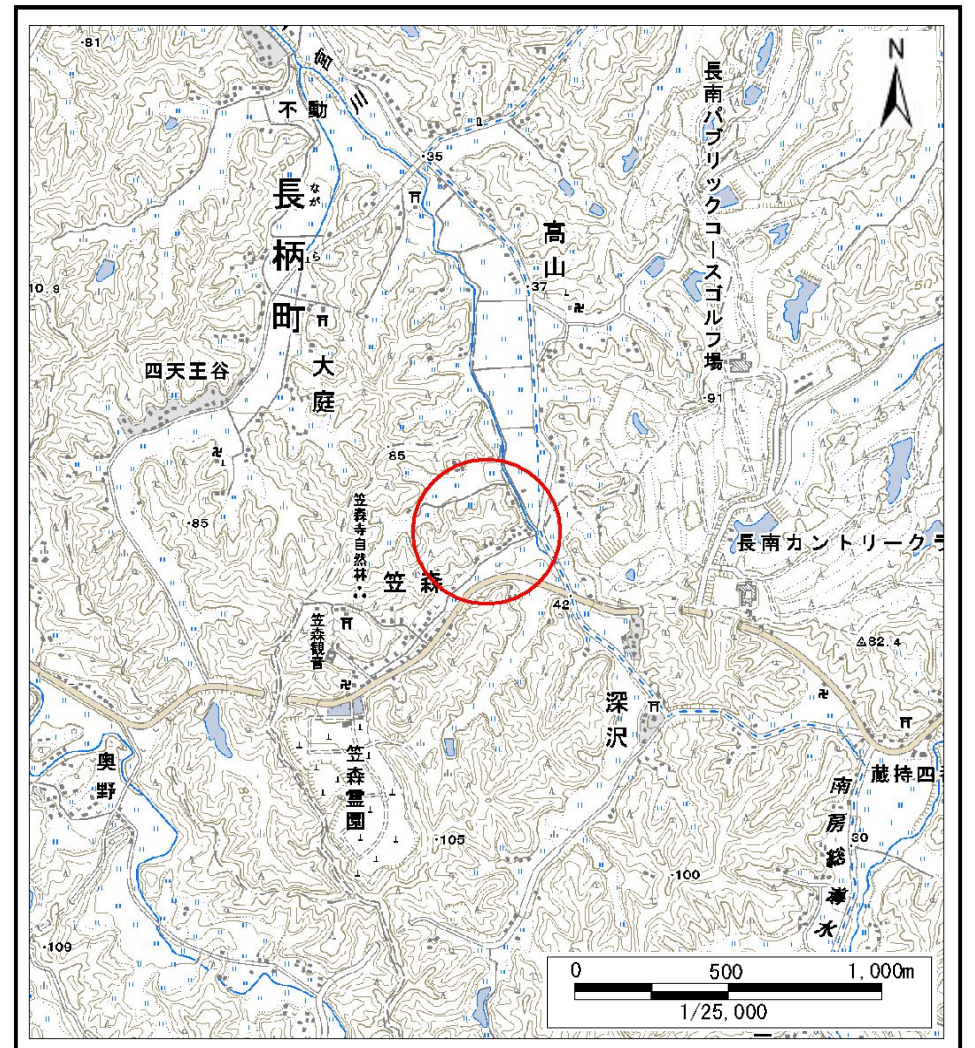 ·81
N
不動
長南パブリックコースゴルフ場
·35
長柄町
ながら
高山
10.9
·37
四天王谷
大庭
·91
85
·85
笠森寺自然林
長南カントリークラ
笠森
42
笠森観音
82.4
深沢
奥野
笠森霊園
蔵持四
南房総導水
·105
.30
·100
·109
0 500 1,000m
1/25,000